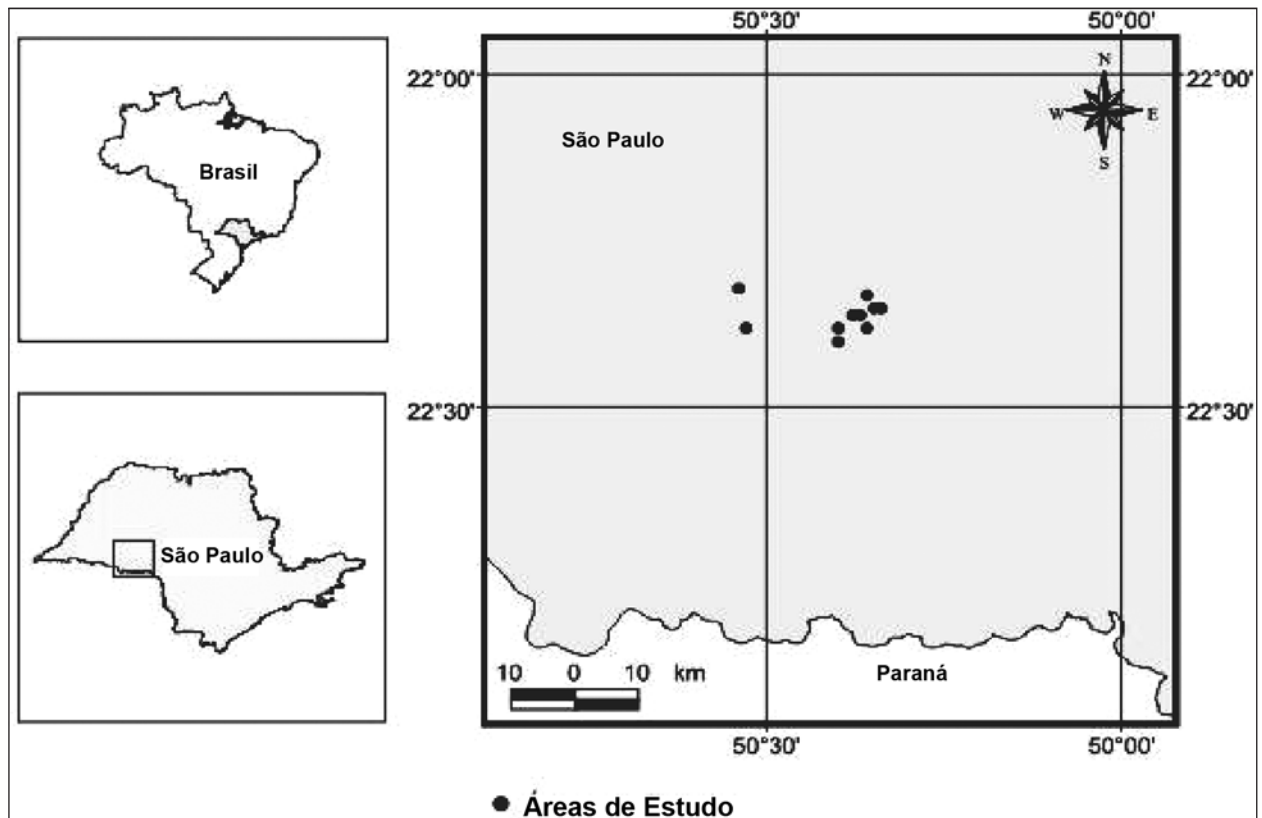 50°30' 50°00'
22°00' N
W E
S
São Paulo
Brasil
22°30' 22°30'
São Paulo
Paraná
10 0 10 km
50°30' 50°00'
Áreas de Estudo
22°00'